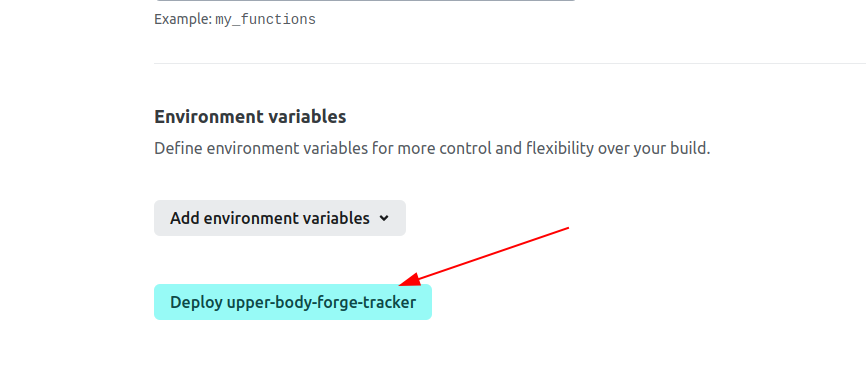 Example: my_functions
Environment variables
Define environment variables for more control and flexibility over your build.
Add environment variables
Deploy upper-body-forge-tracker